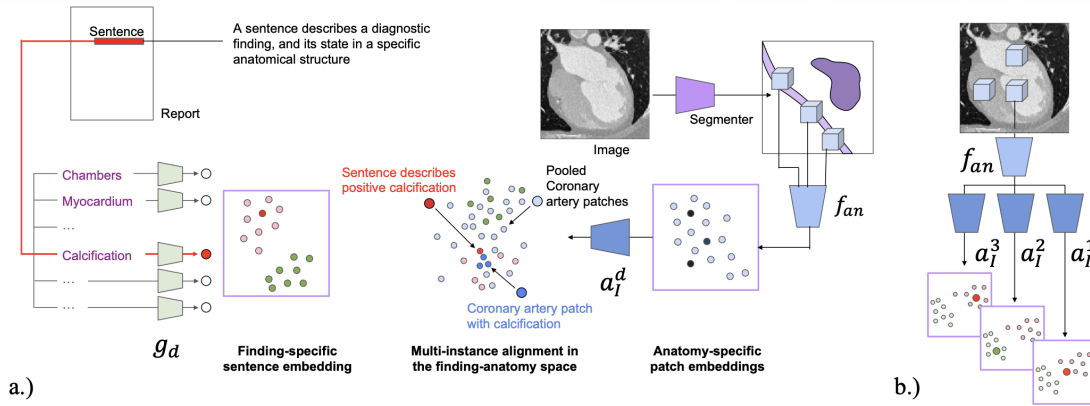 Sentence
A sentence describes a diagnostic
finding, and its state in a specific
anatomical structure
Report
Image
Segmenter
f_an
Chambers
Myocardium
...
Calcification
...
...
g_d
Sentence describes
positive calcification
Pooled
Coronary
artery patches
a_I^d
Coronary artery patch
with calcification
Finding-specific
sentence embedding
Multi-instance alignment in
the finding-anatomy space
Anatomy-specific
patch embeddings
a.)
f_an
a_I^3
a_I^2
a_I^1
b.)